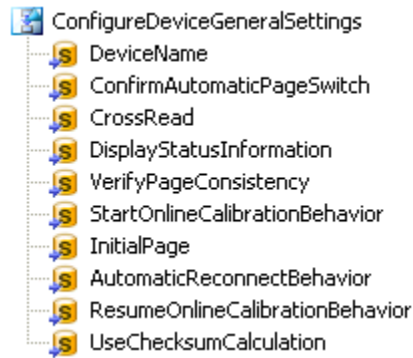 ConfigureDeviceGeneralSettings
S DeviceName
S ConfirmAutomaticPageSwitch
S CrossRead
S DisplayStatusInformation
S VerifyPageConsistency
S StartOnlineCalibrationBehavior
S InitialPage
S AutomaticReconnectBehavior
S ResumeOnlineCalibrationBehavior
S UseChecksumCalculation